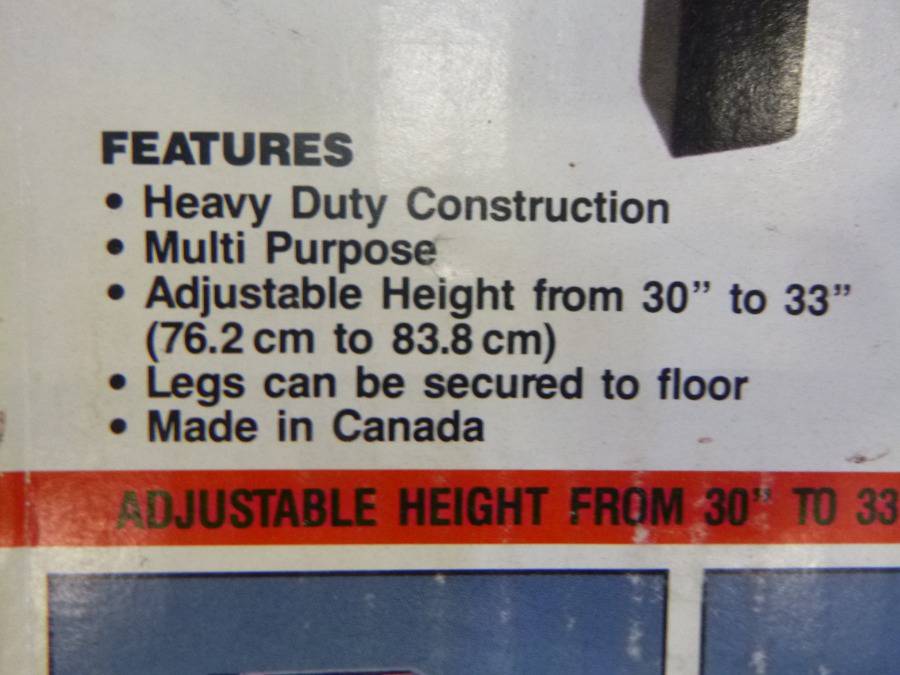 FEATURES
• Heavy Duty Construction
• Multi Purpose
• Adjustable Height from 30” to 33”
(76.2 cm to 83.8 cm)
• Legs can be secured to floor
• Made in Canada
ADJUSTABLE HEIGHT FROM 30” TO 33